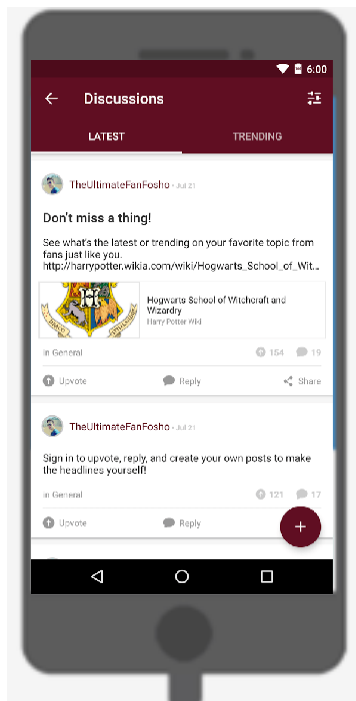 6:00
Discussions
LATEST TRENDING
TheUltimateFanFosho • Jul 21
Don't miss a thing!
See what's the latest or trending on your favorite topic from
fans just like you.
http://harrypotter.wikia.com/wiki/Hogwarts_School_of_Wit...
H
Hogwarts School of Witchcraft and
Wizardry
Harry Potter Wiki
in General 154 19
Upvote Reply Share
TheUltimateFanFosho • Jul 21
Sign in to upvote, reply, and create your own posts to make
the headlines yourself!
in General 121 17
Upvote Reply